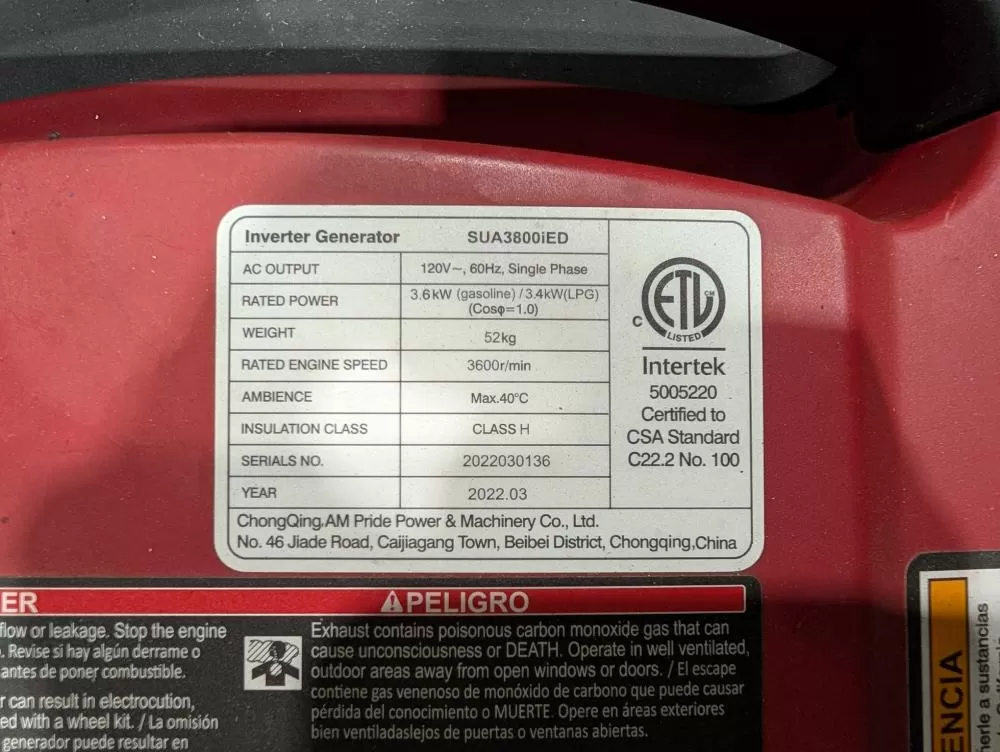 Inverter Generator SUA3800iED
AC OUTPUT 120V~, 60Hz, Single Phase
RATED POWER 3.6kW (gasoline) / 3.4kW(LPG)
(Cosφ=1.0)
WEIGHT 52kg
RATED ENGINE SPEED 3600r/min
AMBIENCE Max.40°C
INSULATION CLASS CLASS H
SERIALS NO. 2022030136
YEAR 2022.03
ETL CM
C
LISTED
Intertek
5005220
Certified to
CSA Standard
C22.2 No. 100
ChongQing,AM Pride Power & Machinery Co., Ltd.
No. 46 Jiade Road, Caijiagang Town, Beibei District, Chongqing,China
ER
flow or leakage. Stop the engine
. Revise si hay algún derrame o
antes de poner combustible.
r can result in electrocution,
ed with a wheel kit. / La omisión
generador puede resultar en
PELIGRO
Exhaust contains poisonous carbon monoxide gas that can
cause unconsciousness or DEATH. Operate in well ventilated,
outdoor areas away from open windows or doors. / El escape
contiene gas venenoso de monóxido de carbono que puede causar
pérdida del conocimiento o MUERTE. Opere en áreas exteriores
bien ventiladaslejos de puertas o ventanas abiertas.
ENCIA
erle a sustancias